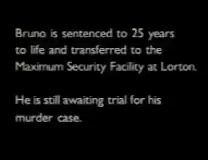 Bruno is sentenced to 25 years
to life and transferred to the
Maximum Security Facility at Lorton.
He is still awaiting trial for his
murder case.